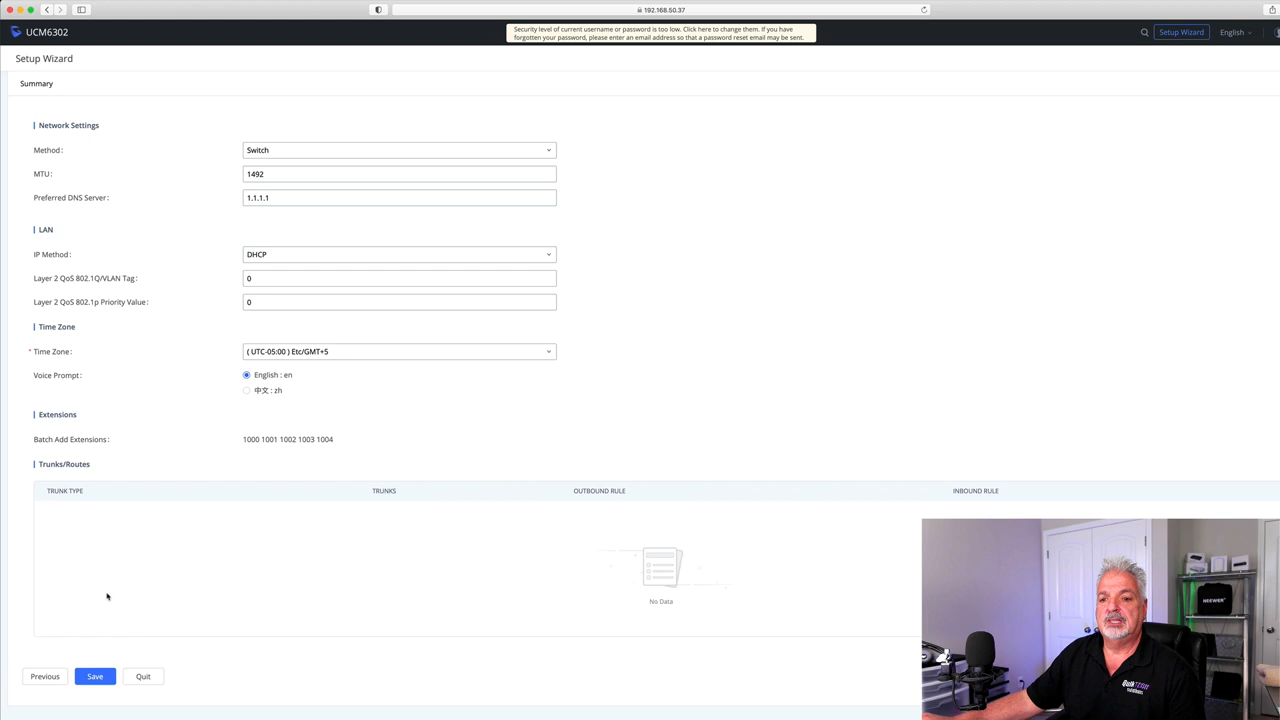 192.168.50.37
UCM6302
Security level of current username or password is too low. Click here to change them. If you have
forgotten your password, please enter an email address so that a password reset email may be sent.
Setup Wizard
English
Setup Wizard
Summary
Network Settings
Method:
Switch
MTU:
1492
Preferred DNS Server:
1.1.1.1
LAN
IP Method:
DHCP
Layer 2 QoS 802.1Q/VLAN Tag:
0
Layer 2 QoS 802.1p Priority Value:
0
Time Zone
* Time Zone:
( UTC-05:00 ) Etc/GMT+5
Voice Prompt:
English : en
中文 : zh
Extensions
Batch Add Extensions:
1000 1001 1002 1003 1004
Trunks/Routes
TRUNK TYPE
TRUNKS
OUTBOUND RULE
INBOUND RULE
No Data
NEEWER
Previous
Save
Quit